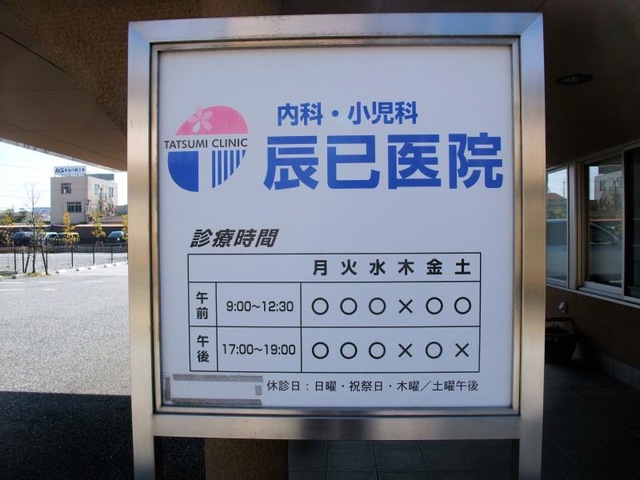 内科・小児科
TATSUMI CLINIC
辰巳医院
診療時間
月 火 水 木 金 土
午前 9:00～12:30 ○ ○ ○ × ○ ○
午後 17:00～19:00 ○ ○ ○ × ○ ×
休診日：日曜・祝祭日・木曜／土曜午後